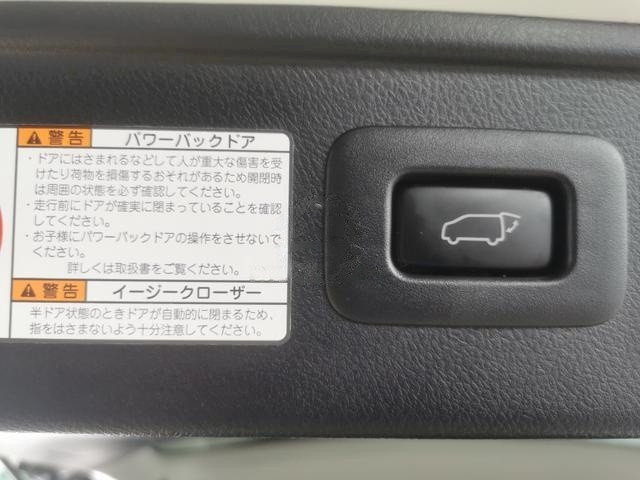 警告 パワーバックドア
・ドアにはさまれるなどして人が重大な傷害を受
けたり荷物を損傷するおそれがあるため開閉時
は周囲の状態を必ず確認してください。
・走行前にドアが確実に閉まっていることを確認
してください。
・お子様にパワーバックドアの操作をさせないで
ください。
詳しくは取扱書をご覧ください。
警告 イージークローザー
半ドア状態のときドアが自動的に閉まるため、
指をはさまないよう十分注意してください。